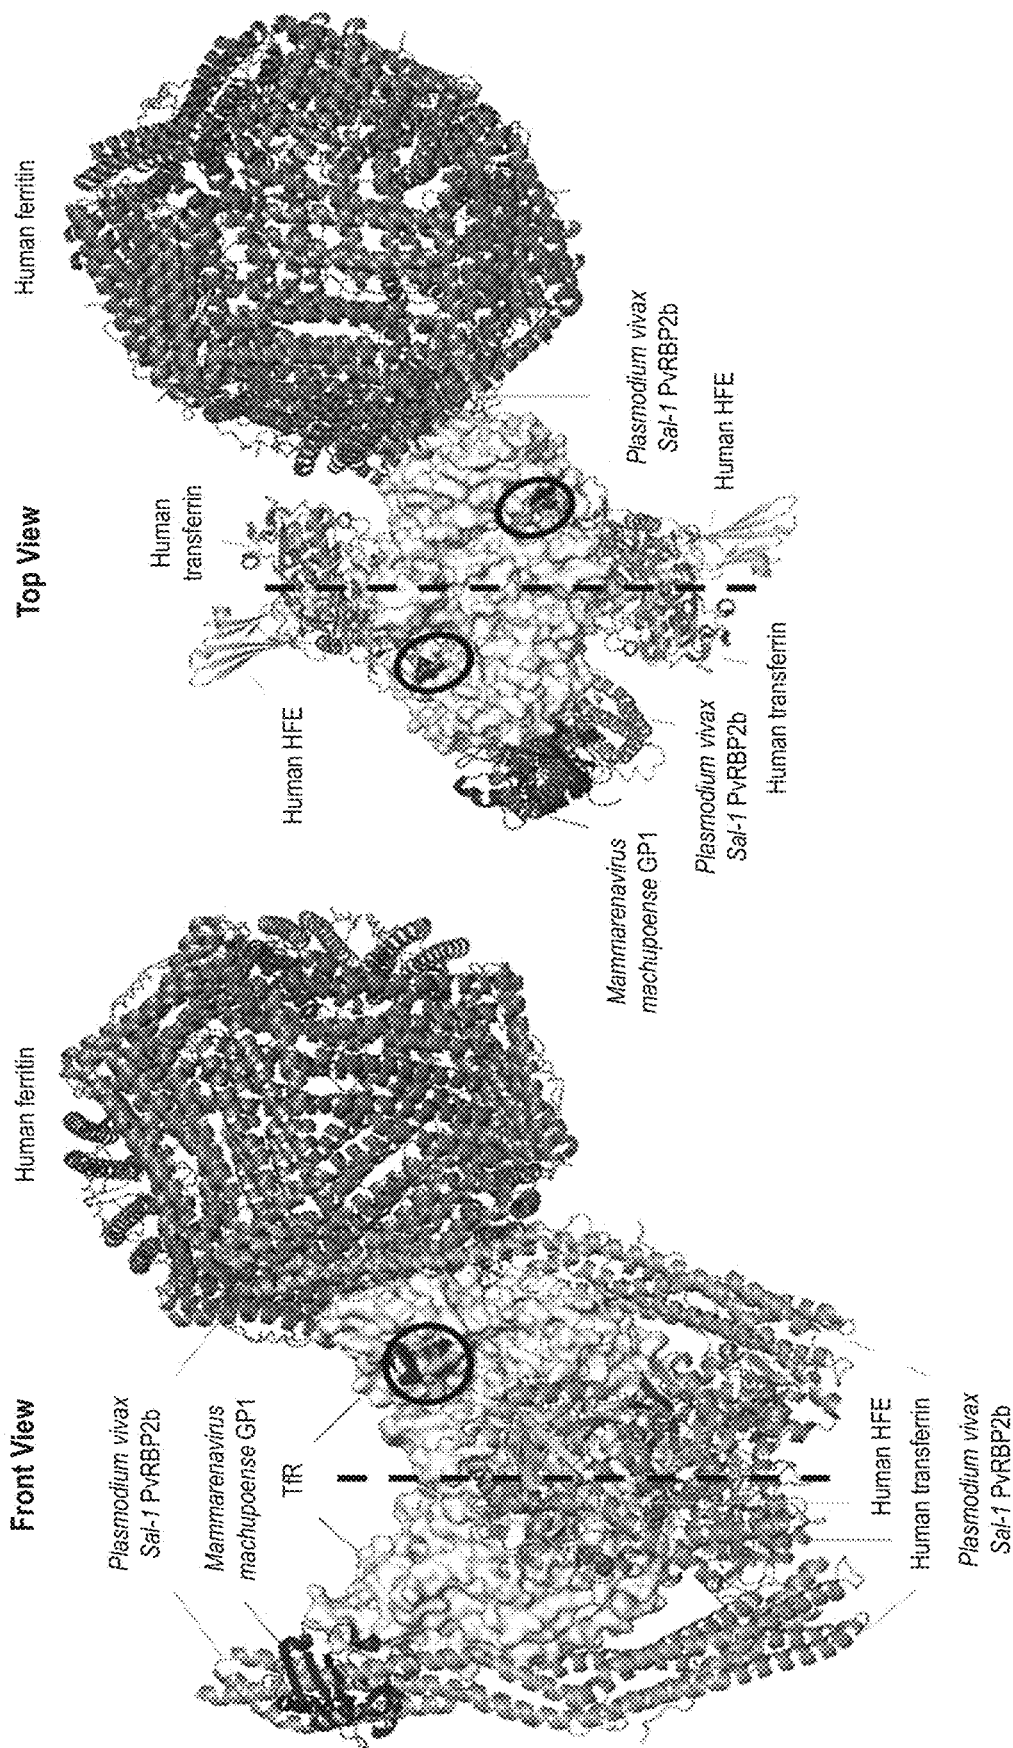 Front View
Human ferritin
Plasmodium vivax
Sal-1 PvRBP2b
Mammarenavirus
machupoense GP1
TfR
Human HFE
Human transferrin
Plasmodium vivax
Sal-1 PvRBP2b
Top View
Human ferritin
Human
transferrin
Human HFE
Plasmodium vivax
Sal-1 PvRBP2b
Human HFE
Mammarenavirus
machupoense GP1
Plasmodium vivax
Sal-1 PvRBP2b
Human transferrin